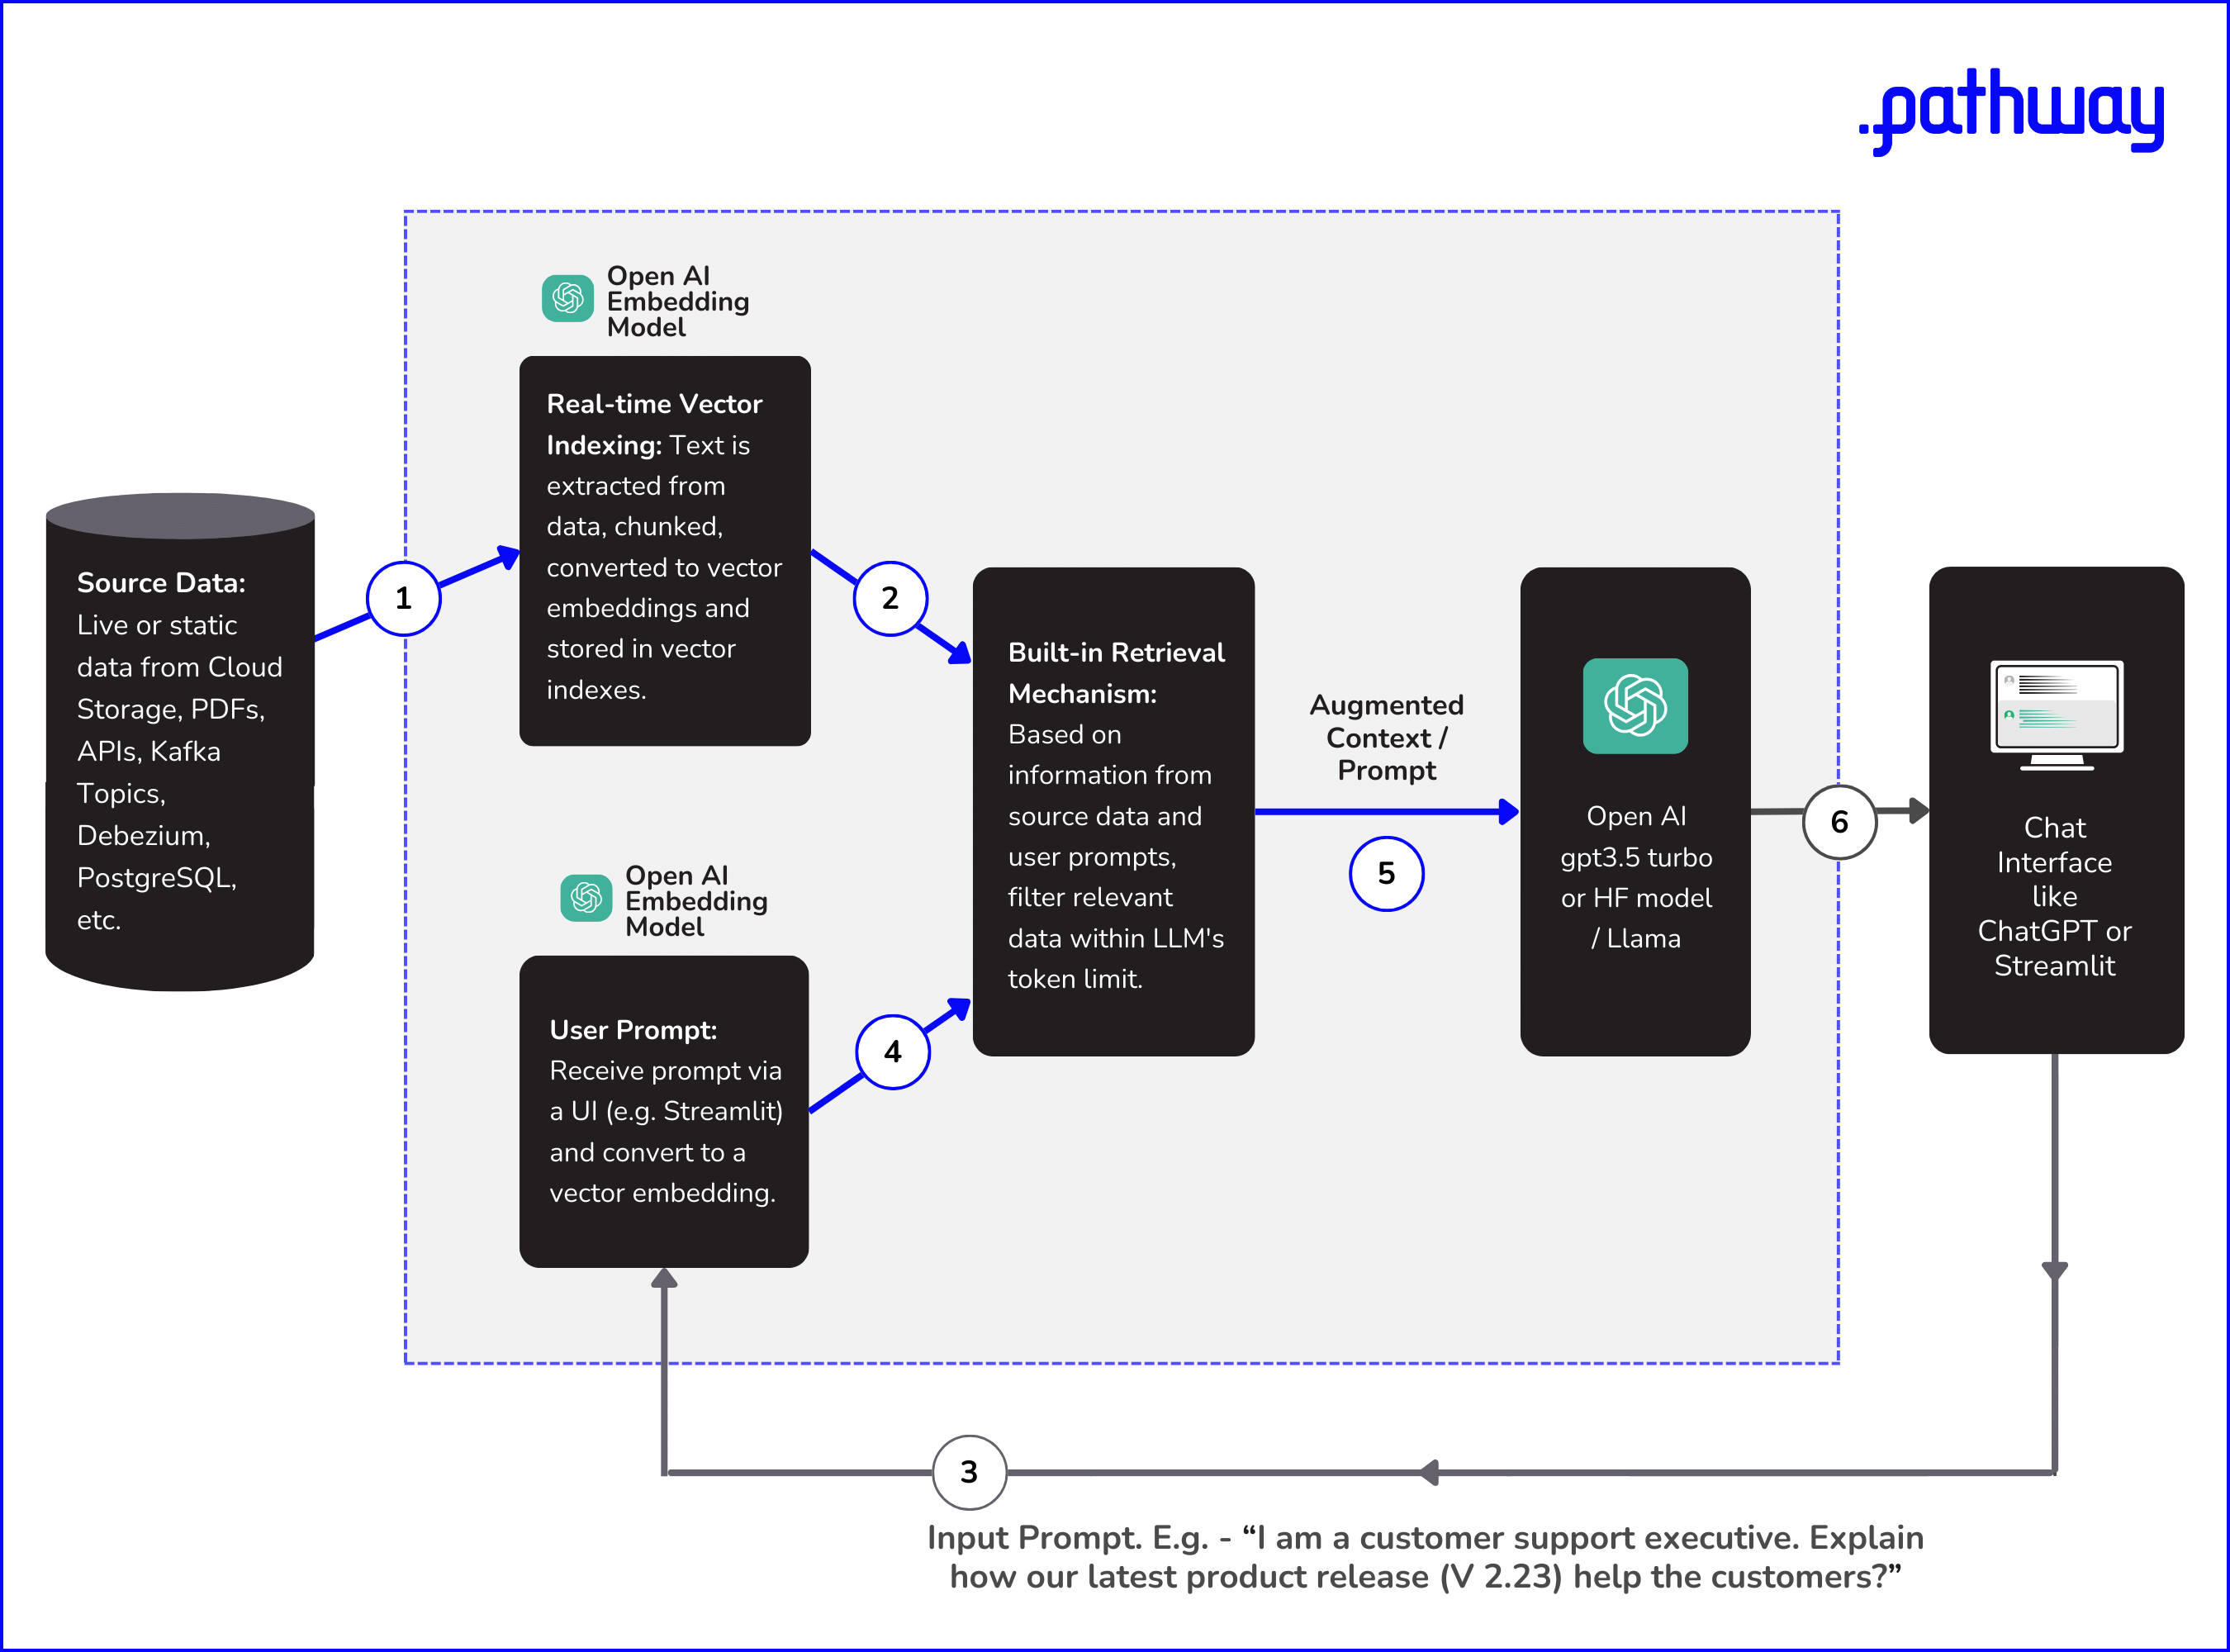 .pathway
Open AI
Embedding
Model
Real-time Vector
Indexing: Text is
extracted from
data, chunked,
converted to vector
embeddings and
stored in vector
indexes.
Source Data:
Live or static
data from Cloud
Storage, PDFs,
APIs, Kafka
Topics,
Debezium,
PostgreSQL,
etc.
1
2
Open AI
Embedding
Model
User Prompt:
Receive prompt via
a UI (e.g. Streamlit)
and convert to a
vector embedding.
4
Built-in Retrieval
Mechanism:
Based on
information from
source data and
user prompts,
filter relevant
data within LLM's
token limit.
Augmented
Context /
Prompt
5
Open AI
gpt3.5 turbo
or HF model
/ Llama
6
Chat
Interface
like
ChatGPT or
Streamlit
3
Input Prompt. E.g. - “I am a customer support executive. Explain
how our latest product release (V 2.23) help the customers?”